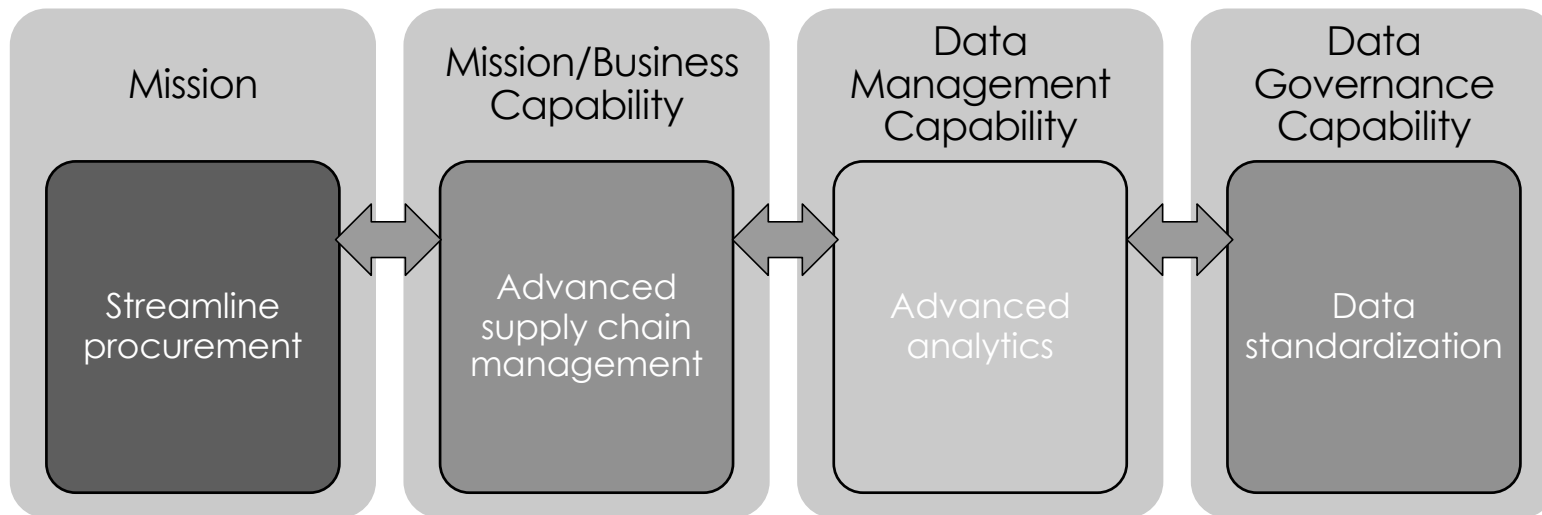 Mission
Streamline
procurement
Mission/Business
Capability
Advanced
supply chain
management
Data
Management
Capability
Advanced
analytics
Data
Governance
Capability
Data
standardization